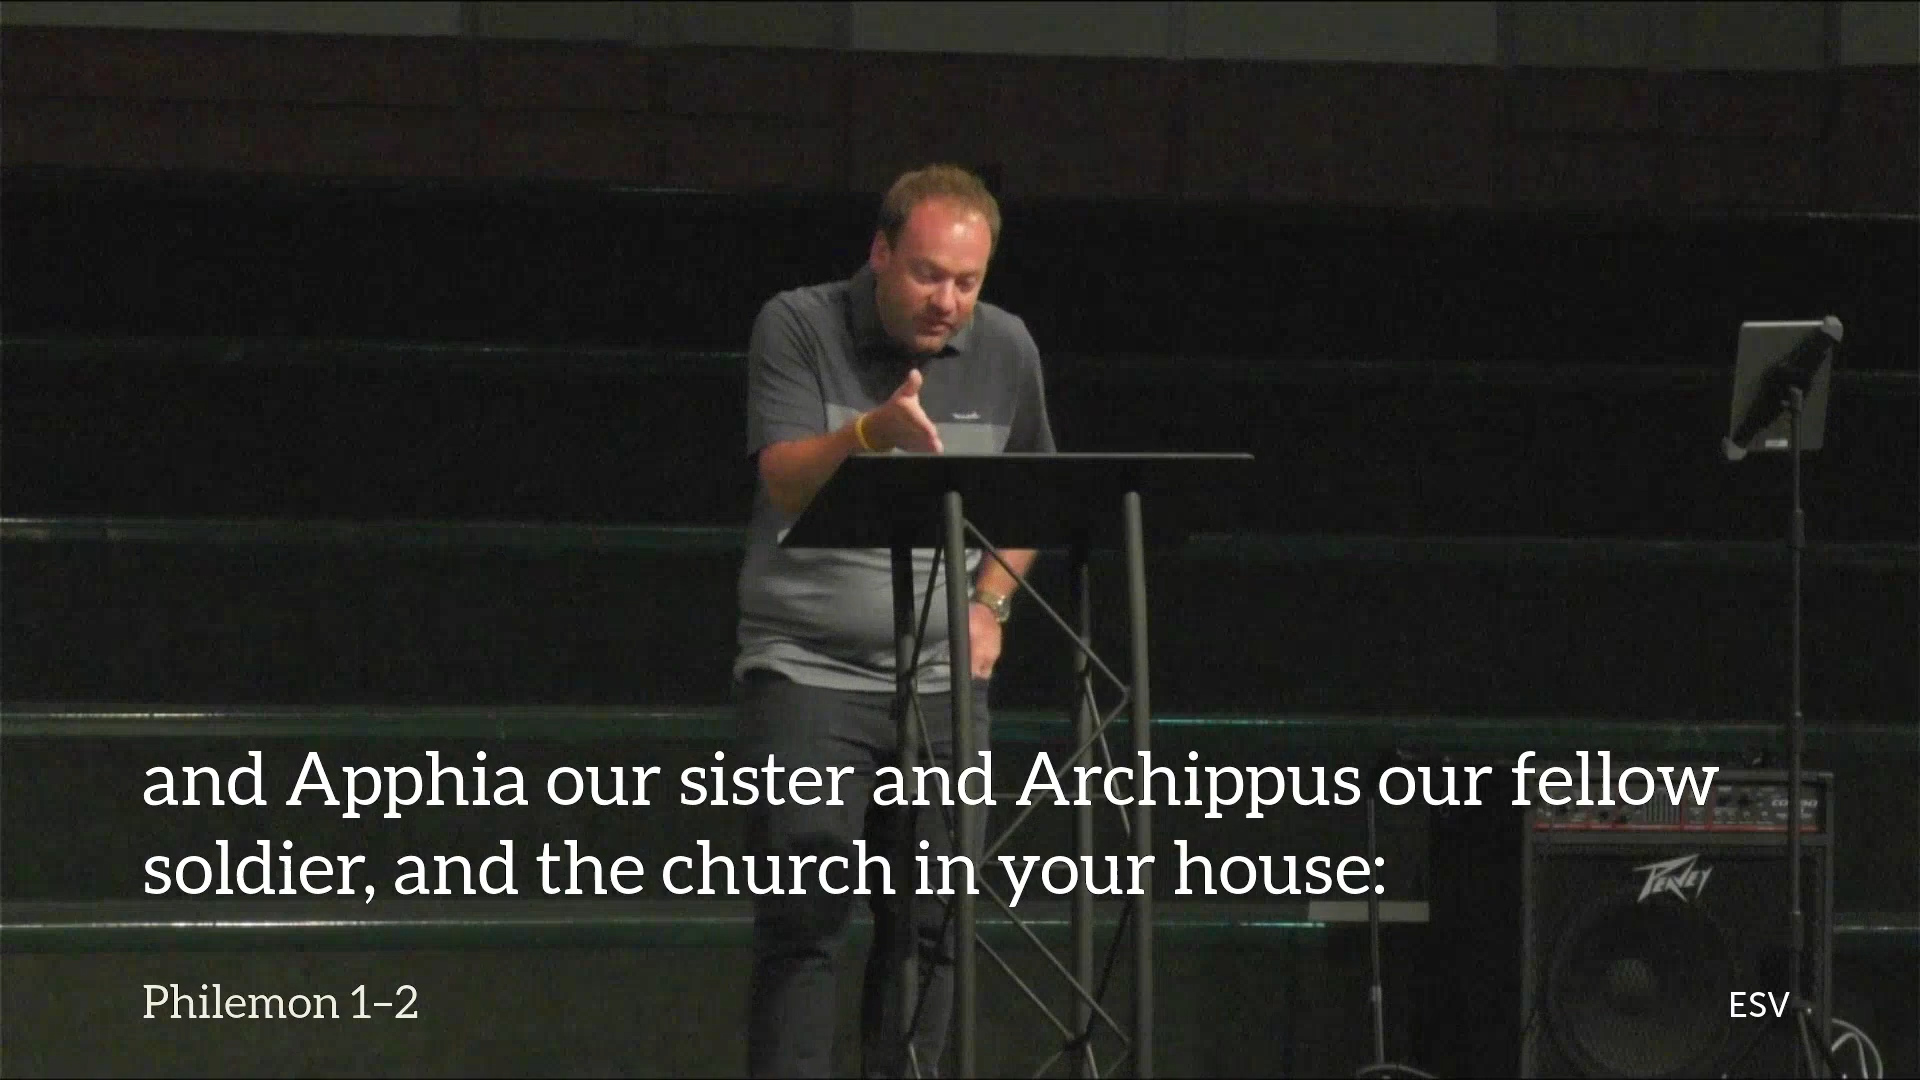 and Apphia our sister and Archippus our fellow
soldier, and the church in your house:
Philemon 1–2
ESV
PEAVEY